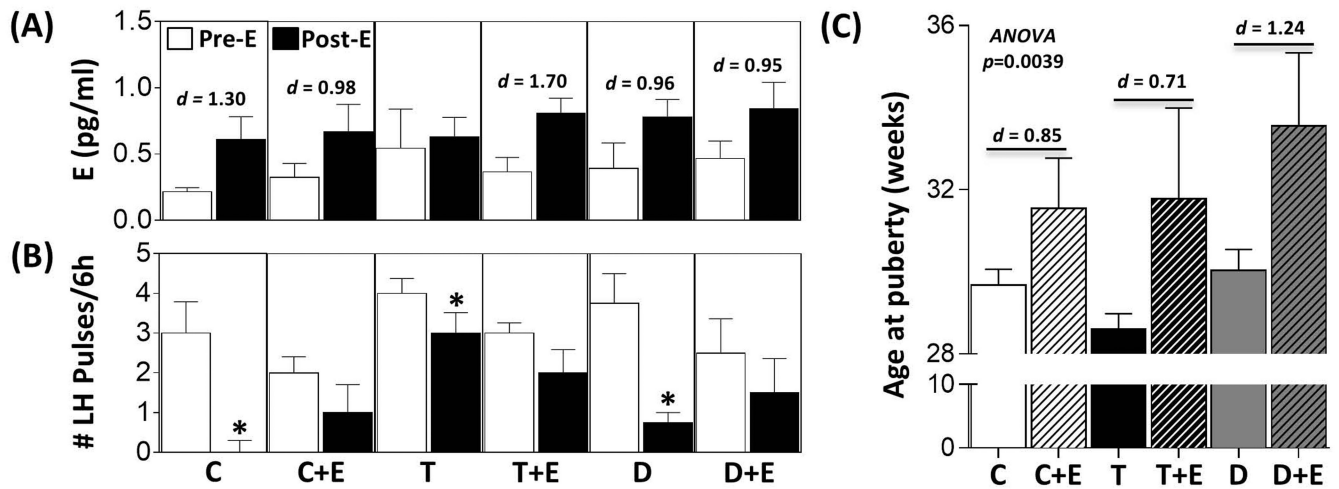 (A)
E (pg/ml)
1.5
1.0
0.5
0.0
Pre-E
Post-E
d = 1.30
d = 0.98
d = 1.70
d = 0.96
d = 0.95
(B)
# LH Pulses/6h
5
4
3
2
1
0
*
*
*
C
C+E
T
T+E
D
D+E
(C)
Age at puberty (weeks)
36
32
28
10
0
ANOVA
p=0.0039
d = 0.85
d = 0.71
d = 1.24
C
C+E
T
T+E
D
D+E